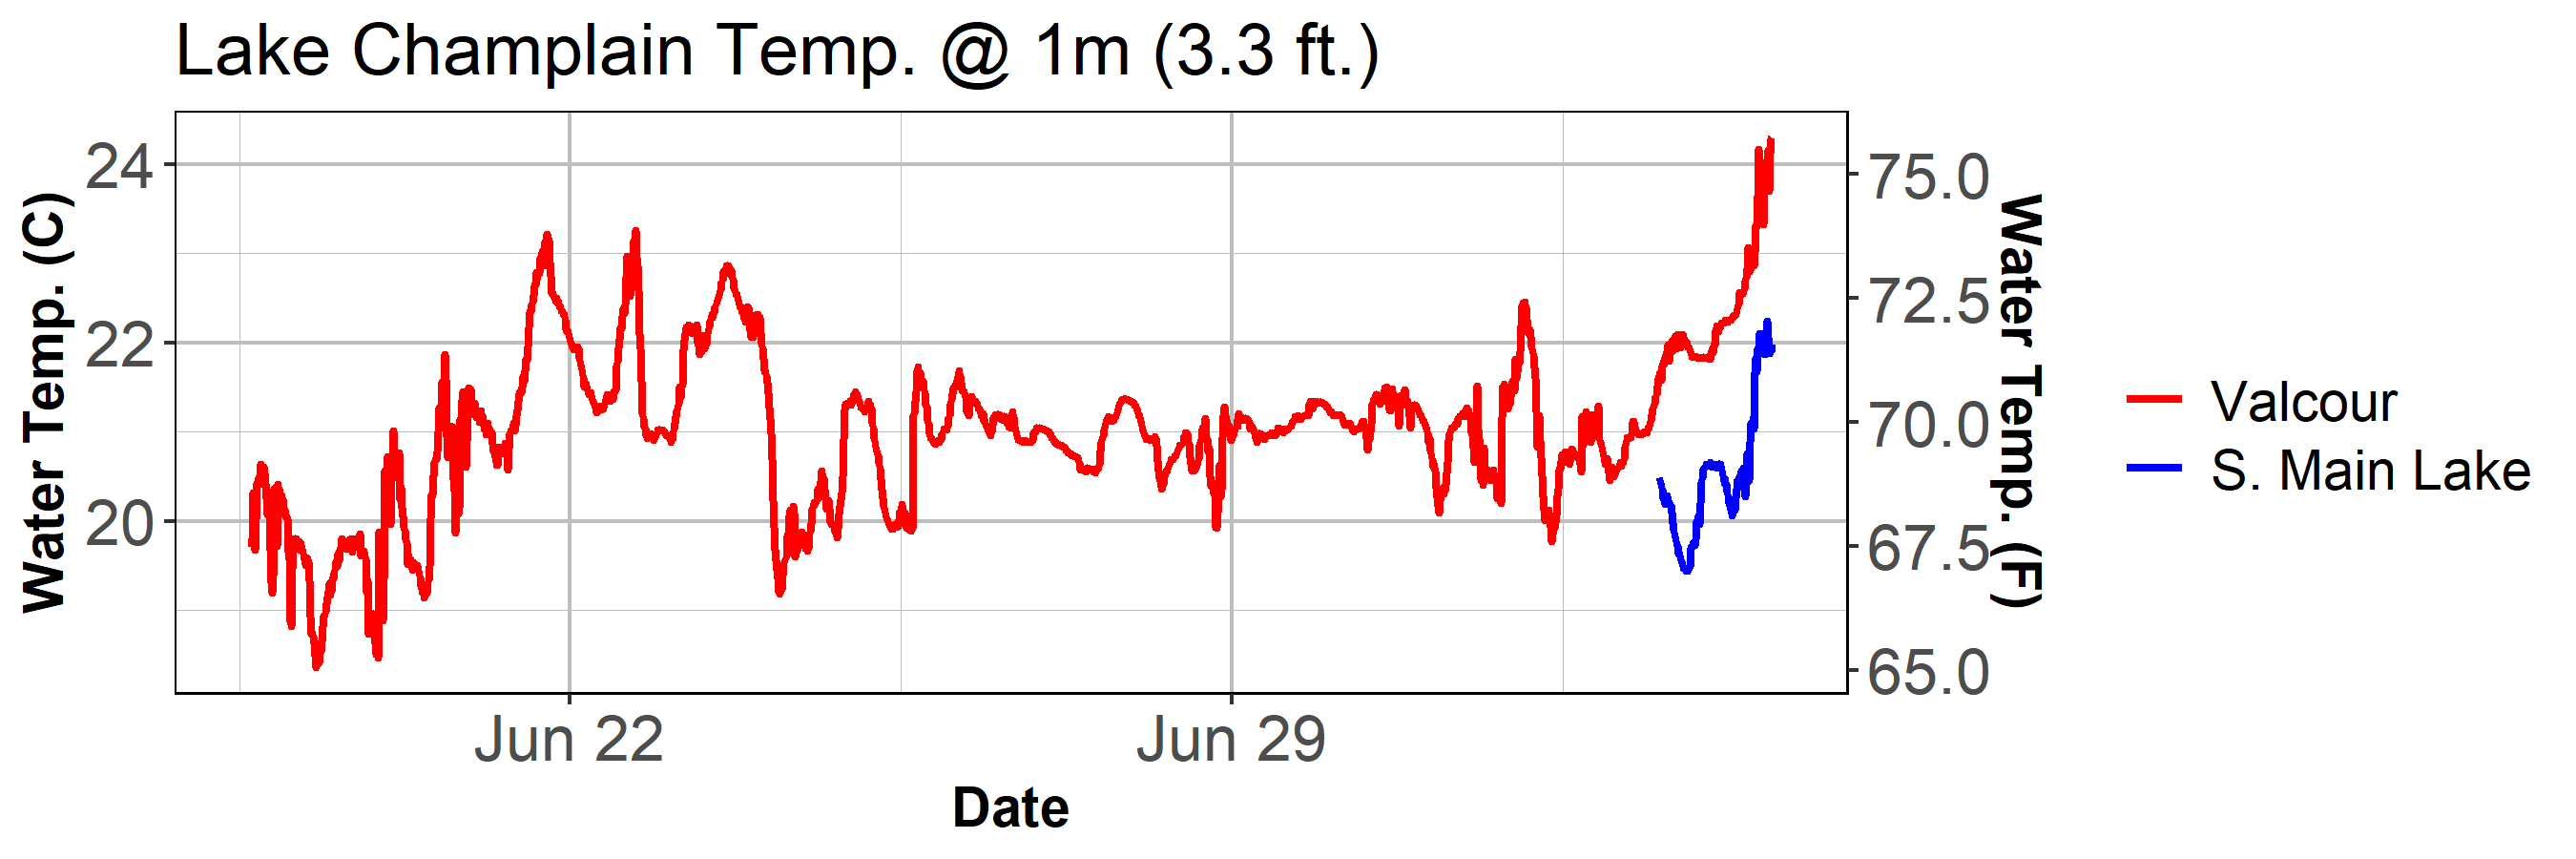 Lake Champlain Temp. @ 1m (3.3 ft.)
Water Temp. (C)
24
22
20
75.0
72.5
70.0
67.5
65.0
Water Temp. (F)
Jun 22
Jun 29
Date
Valcour
S. Main Lake